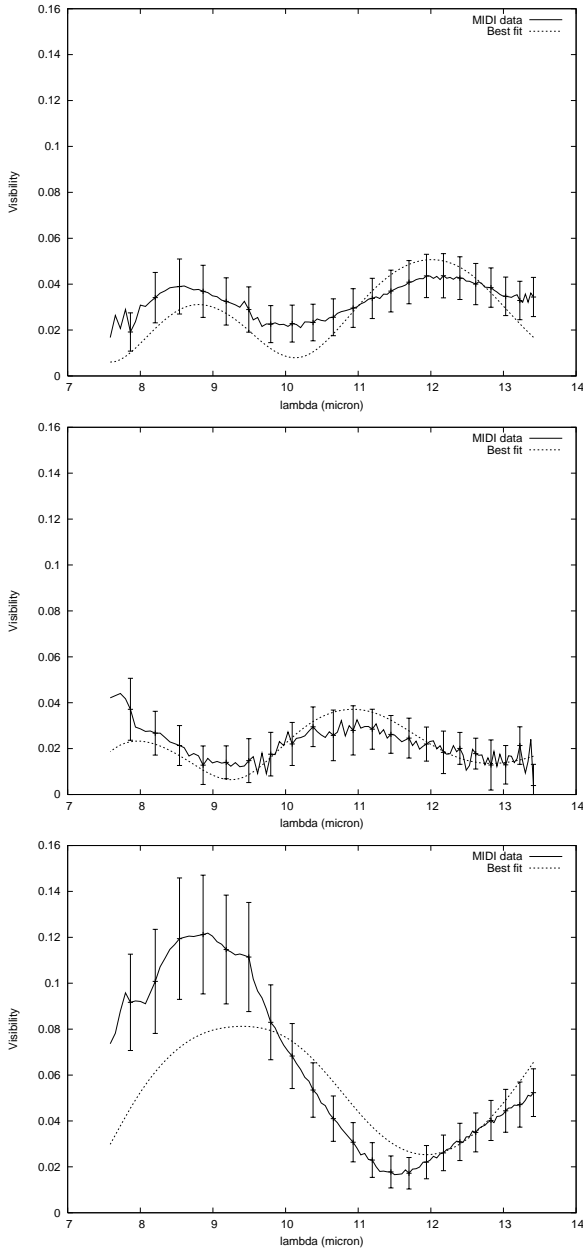 0.16
MIDI data
Best fit
0.14
0.12
0.1
Visibility
0.08
0.06
0.04
0.02
0
7 8 9 10 11 12 13 14
lambda (micron)
0.16
MIDI data
Best fit
0.14
0.12
0.1
Visibility
0.08
0.06
0.04
0.02
0
7 8 9 10 11 12 13 14
lambda (micron)
0.16
MIDI data
Best fit
0.14
0.12
0.1
Visibility
0.08
0.06
0.04
0.02
0
7 8 9 10 11 12 13 14
lambda (micron)